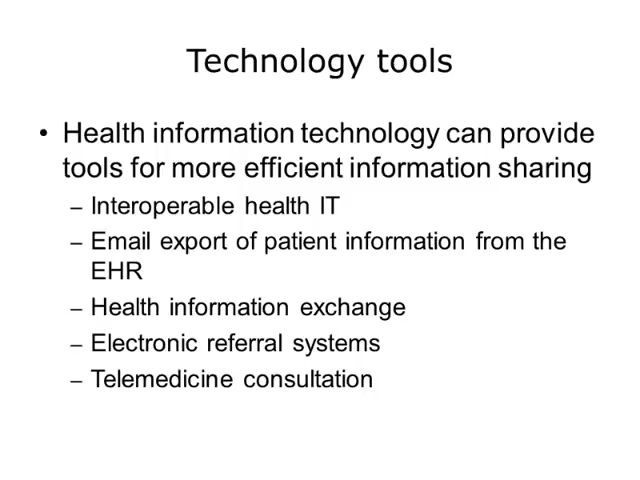 Technology tools
• Health information technology can provide
tools for more efficient information sharing
– Interoperable health IT
– Email export of patient information from the
EHR
– Health information exchange
– Electronic referral systems
– Telemedicine consultation